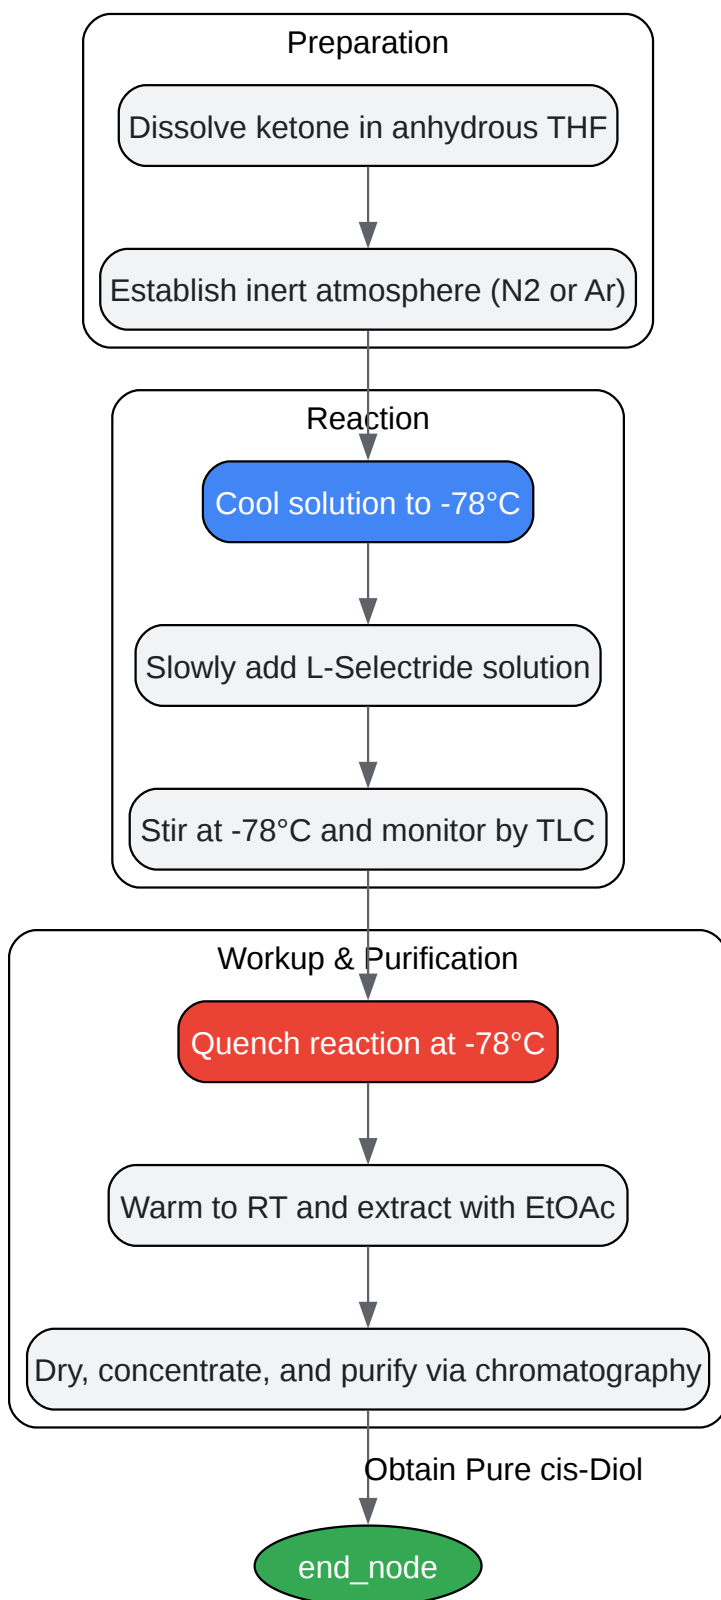 Preparation
Dissolve ketone in anhydrous THF
Establish inert atmosphere (N2 or Ar)
Reaction
Cool solution to -78°C
Slowly add L-Selectride solution
Stir at -78°C and monitor by TLC
Workup & Purification
Quench reaction at -78°C
Warm to RT and extract with EtOAc
Dry, concentrate, and purify via chromatography
Obtain Pure cis-Diol
end_node